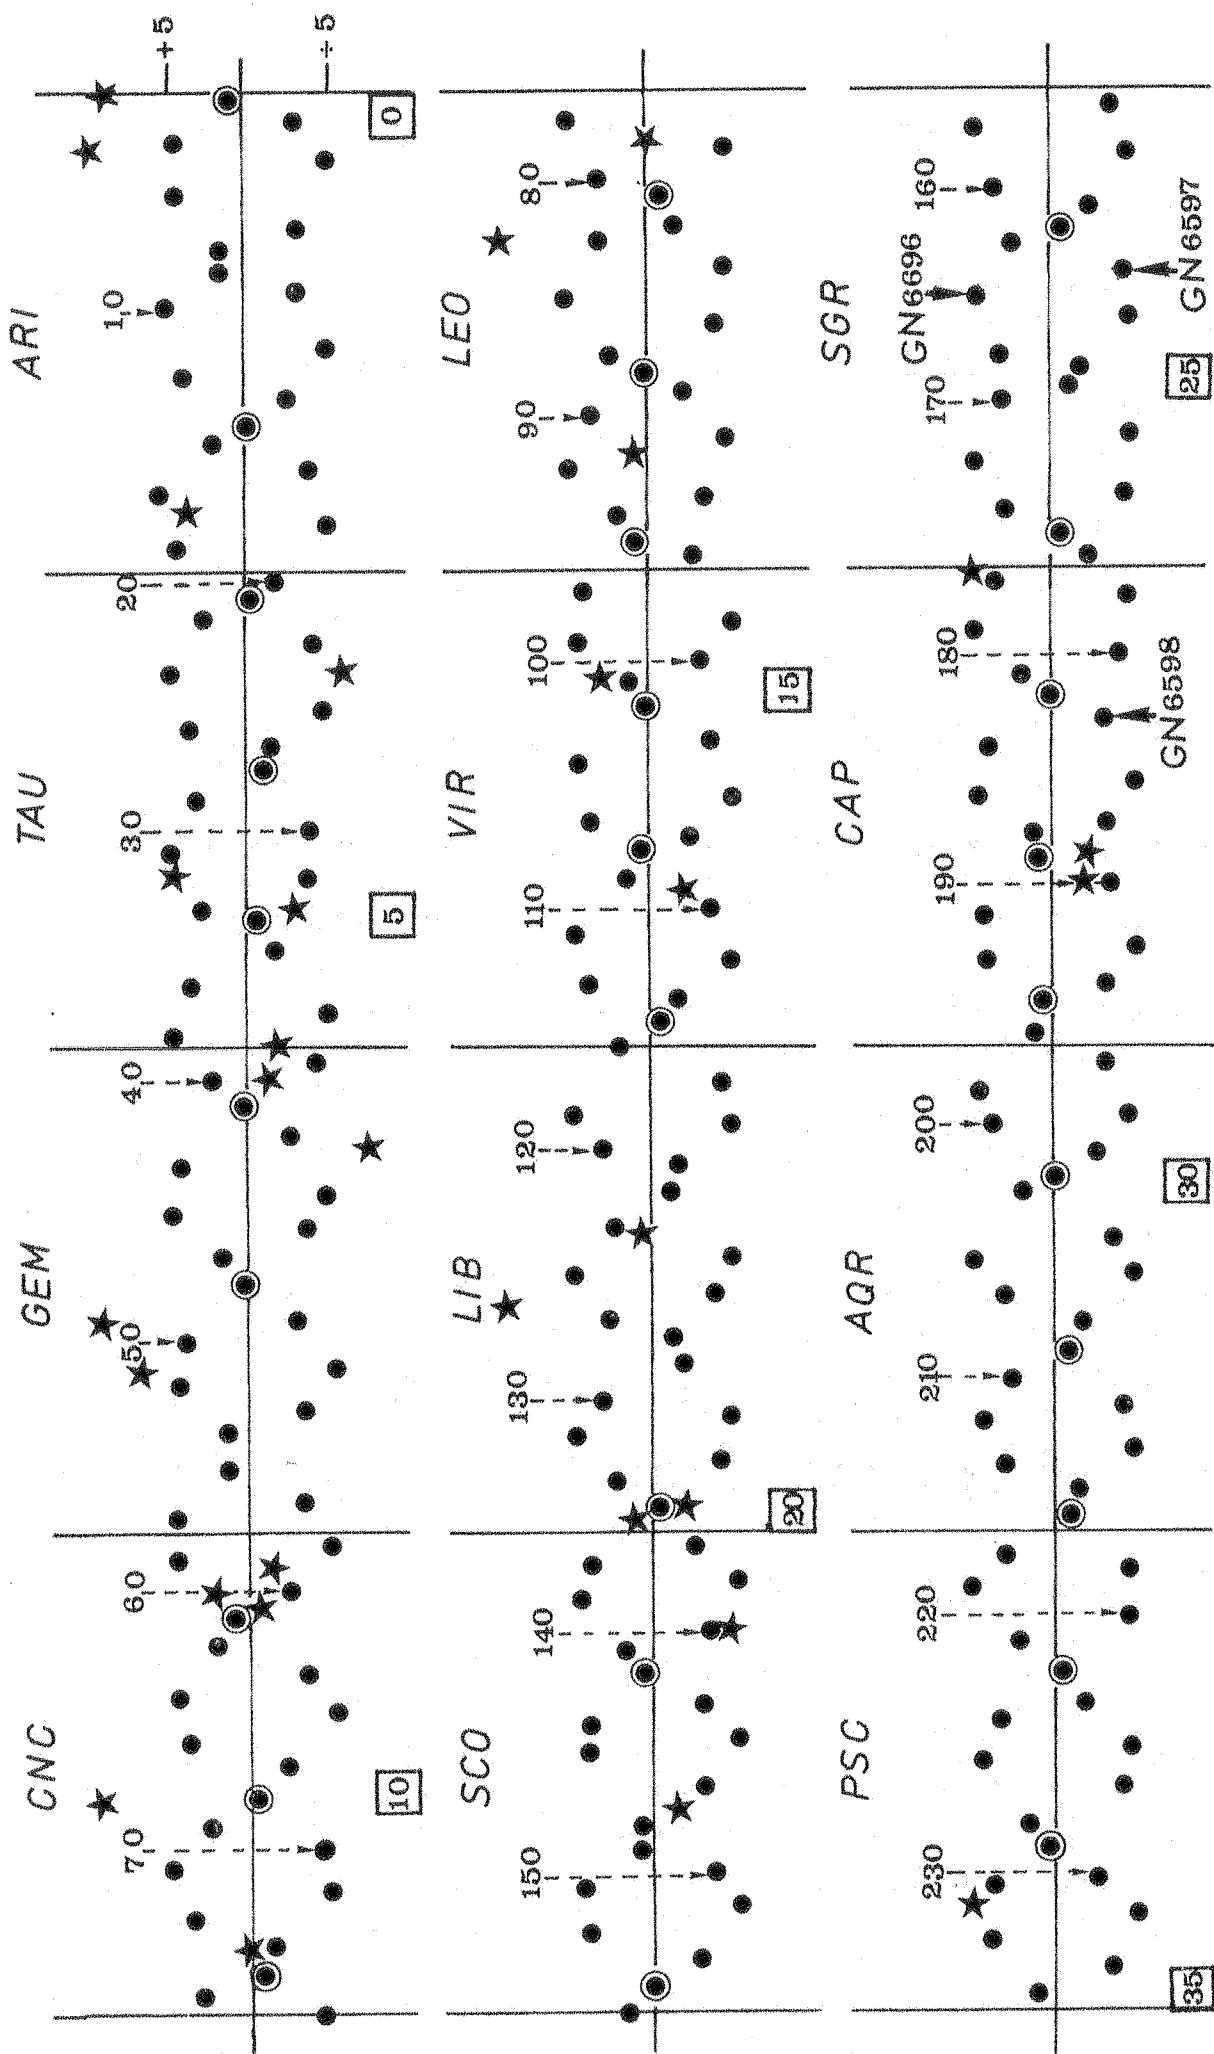 CNC GEM TAU ARI
+5
÷5
70 60 50 40 30 20 1,0
10 5 0
SCO LIB VIR LEO
150 140 130 120 110 100 90 80
20 15
PSC AQR CAP SGR
230 220 210 200 190 180 170 160
GN6696
GN6598 GN6597
35 30 25